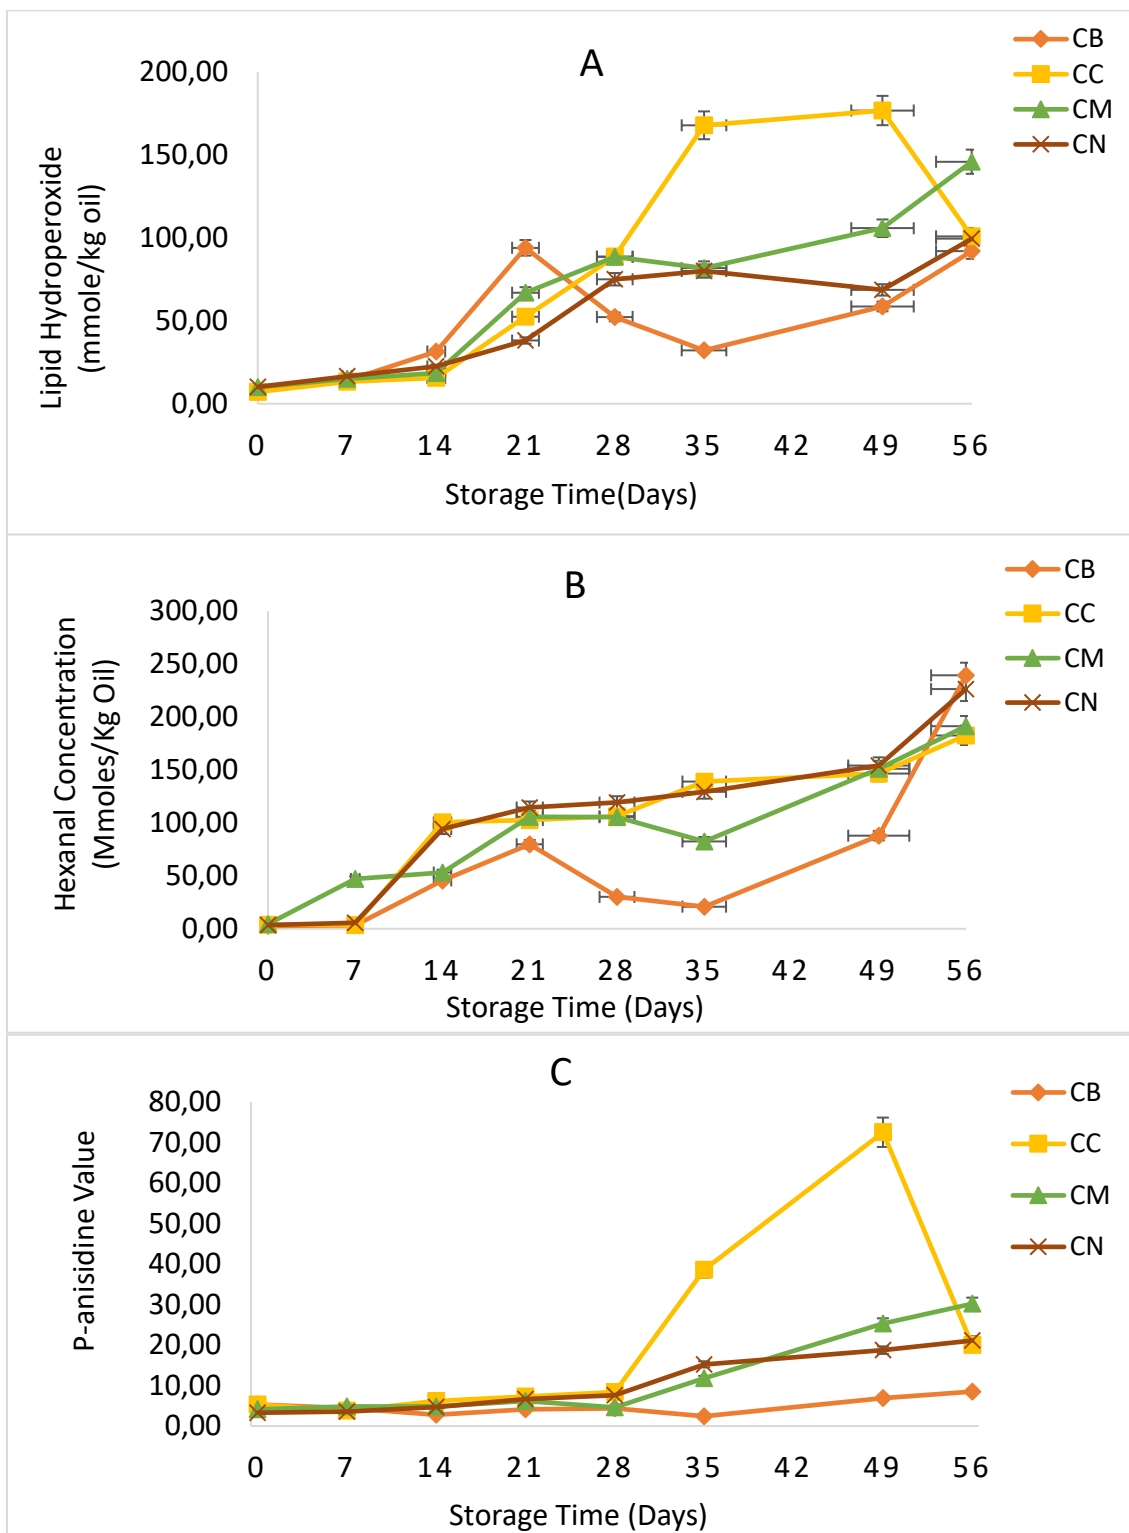 A
CB
CC
CM
CN
200,00
150,00
100,00
50,00
0,00
Lipid Hydroperoxide
(mmole/kg oil)
0 7 14 21 28 35 42 49 56
Storage Time(Days)
B
CB
CC
CM
CN
300,00
250,00
200,00
150,00
100,00
50,00
0,00
Hexanal Concentration
(Mmoles/Kg Oil)
0 7 14 21 28 35 42 49 56
Storage Time (Days)
C
CB
CC
CM
CN
80,00
70,00
60,00
50,00
40,00
30,00
20,00
10,00
0,00
P-anisidine Value
0 7 14 21 28 35 42 49 56
Storage Time (Days)